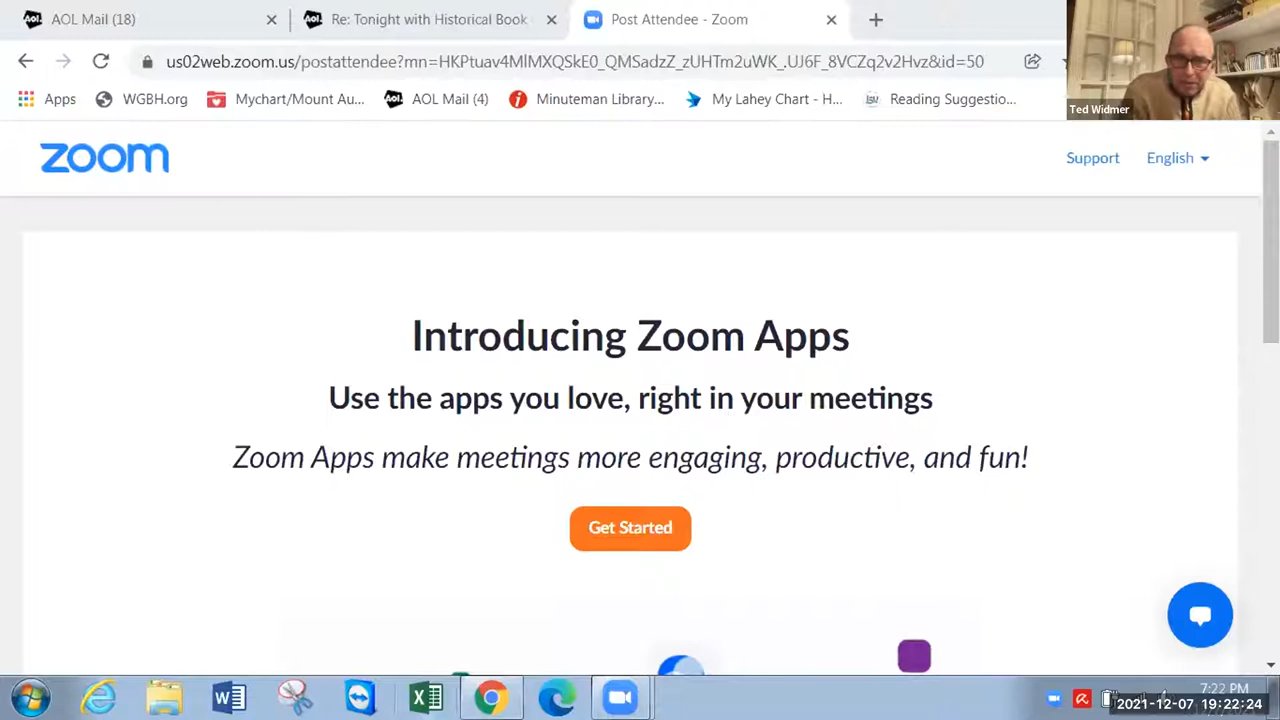 AOL Mail (18)
Re: Tonight with Historical Book
Post Attendee - Zoom
us02web.zoom.us/postattendee?mn=HKPtuav4MlMXQSkE0_QMSadzZ_zUHTm2uWK_.UJ6F_8VCZq2v2Hvz&id=50
Apps
WGBH.org
Mychart/Mount Au...
Aol.
AOL Mail (4)
Minuteman Library...
My Lahey Chart - H...
Reading Suggestio...
Ted Widmer
zoom
Support
English
Introducing Zoom Apps
Use the apps you love, right in your meetings
Zoom Apps make meetings more engaging, productive, and fun!
Get Started
7:22 PM
2021-12-07 19:22:24